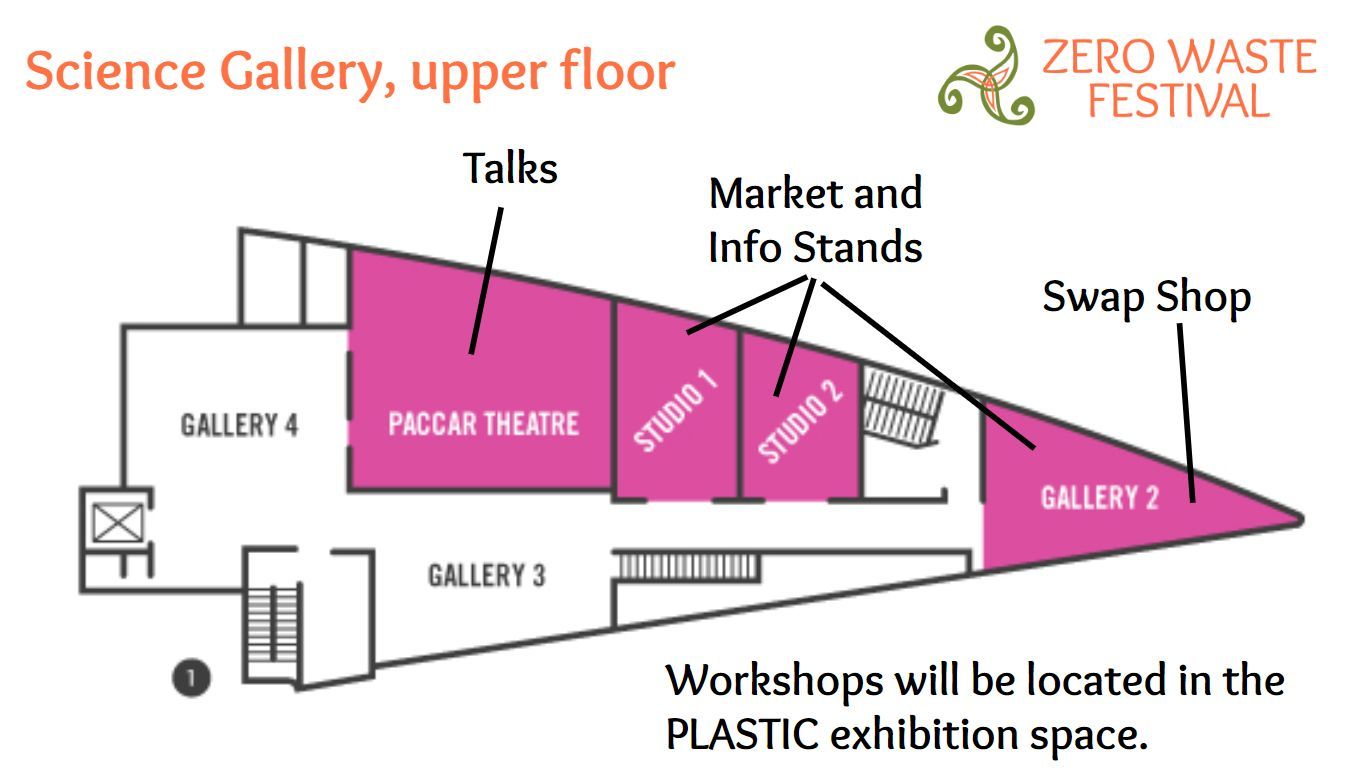 Science Gallery, upper floor
ZERO WASTE
FESTIVAL
Talks
Market and
Info Stands
Swap Shop
GALLERY 4
PACCAR THEATRE
STUDIO 1
STUDIO 2
GALLERY 2
GALLERY 3
1
Workshops will be located in the
PLASTIC exhibition space.